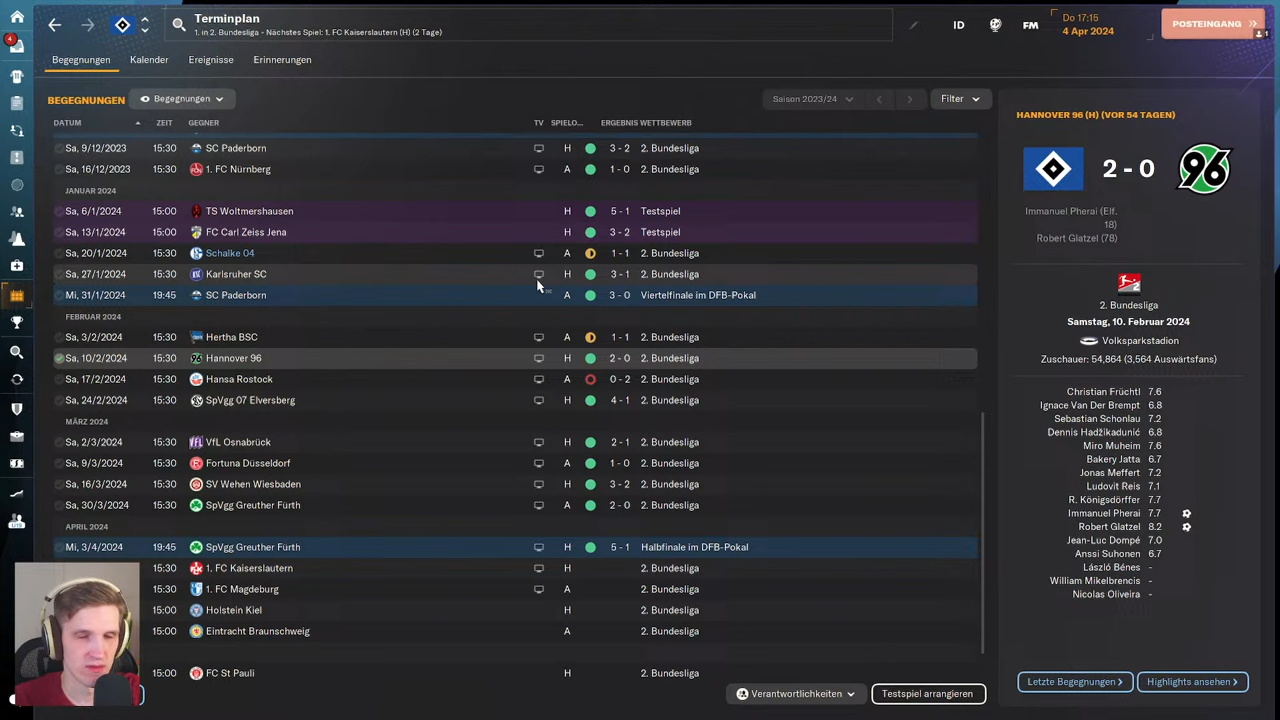 Terminplan
1. in 2. Bundesliga - Nächstes Spiel: 1. FC Kaiserslautern (H) (2 Tage)
ID
FM
Do 17:15
4 Apr 2024
POSTEINGANG
1
4
Begegnungen Kalender Ereignisse Erinnerungen
BEGEGNUNGEN Begegnungen Saison 2023/24 Filter
DATUM ZEIT GEGNER TV SPIELO... ERGEBNIS WETTBEWERB
Sa, 9/12/2023 15:30 SC Paderborn H 3 - 2 2. Bundesliga
Sa, 16/12/2023 15:30 1. FC Nürnberg A 1 - 0 2. Bundesliga
JANUAR 2024
Sa, 6/1/2024 15:00 TS Woltmershausen H 5 - 1 Testspiel
Sa, 13/1/2024 15:00 FC Carl Zeiss Jena H 3 - 2 Testspiel
Sa, 20/1/2024 15:30 Schalke 04 A 1 - 1 2. Bundesliga
Sa, 27/1/2024 15:30 Karlsruher SC H 3 - 1 2. Bundesliga
Mi, 31/1/2024 19:45 SC Paderborn A 3 - 0 Viertelfinale im DFB-Pokal
FEBRUAR 2024
Sa, 3/2/2024 15:30 Hertha BSC A 1 - 1 2. Bundesliga
Sa, 10/2/2024 15:30 Hannover 96 H 2 - 0 2. Bundesliga
Sa, 17/2/2024 15:30 Hansa Rostock A 0 - 2 2. Bundesliga
Sa, 24/2/2024 15:30 SpVgg 07 Elversberg H 4 - 1 2. Bundesliga
MÄRZ 2024
Sa, 2/3/2024 15:30 VfL Osnabrück H 2 - 1 2. Bundesliga
Sa, 9/3/2024 15:30 Fortuna Düsseldorf A 1 - 0 2. Bundesliga
Sa, 16/3/2024 15:30 SV Wehen Wiesbaden H 3 - 2 2. Bundesliga
Sa, 30/3/2024 15:30 SpVgg Greuther Fürth A 2 - 0 2. Bundesliga
APRIL 2024
Mi, 3/4/2024 19:45 SpVgg Greuther Fürth H 5 - 1 Halbfinale im DFB-Pokal
15:30 1. FC Kaiserslautern H 2. Bundesliga
15:30 1. FC Magdeburg A 2. Bundesliga
15:00 Holstein Kiel H 2. Bundesliga
15:00 Eintracht Braunschweig A 2. Bundesliga
15:00 FC St Pauli H 2. Bundesliga
Verantwortlichkeiten Testspiel arrangieren
HANNOVER 96 (H) (VOR 54 TAGEN)
2 - 0
96
Immanuel Pherai (Elf.
18)
Robert Glatzel (78)
2. Bundesliga
Samstag, 10. Februar 2024
Volksparkstadion
Zuschauer: 54,864 (3,564 Auswärtsfans)
Christian Früchtl 7.6
Ignace Van Der Brempt 6.8
Sebastian Schonlau 7.2
Dennis Hadžikadunić 6.8
Miro Muheim 7.6
Bakery Jatta 6.7
Jonas Meffert 7.2
Ludovit Reis 7.1
R. Königsdörffer 7.7
Immanuel Pherai 7.7
Robert Glatzel 8.2
Jean-Luc Dompé 7.0
Anssi Suhonen 6.7
László Bénes -
William Mikelbrencis -
Nicolas Oliveira -
Letzte Begegnungen Highlights ansehen
U19